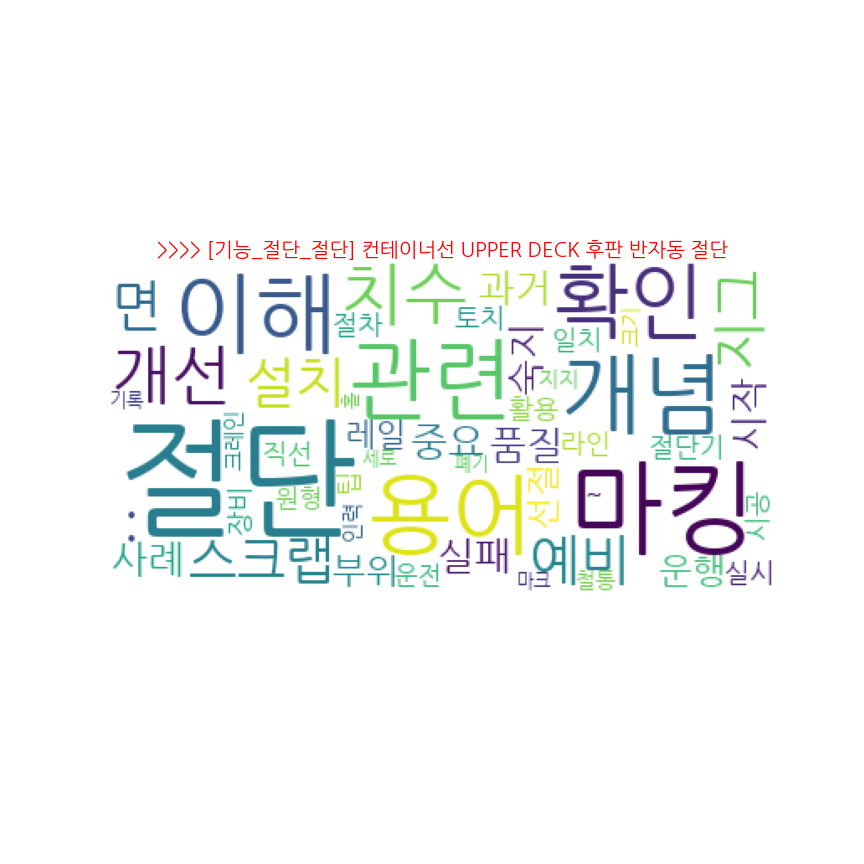 >>>> [기능_절단_절단] 컨테이너선 UPPER DECK 후판 반자동 절단
면
이해
치수
과거
확인
지그
절차
토치
일치
크기
개선
설치
관련
숙지
개념
지지
시작
기록
홀
활용
크레인
직선
레일
중요
품질
라인
절단기
세로
폐기
:
절단
용어
마킹
~
팁
선절
원형
장비
인력
시공
사례
스크랩
부위
운전
실패
예비
마크
철통
운행
실시